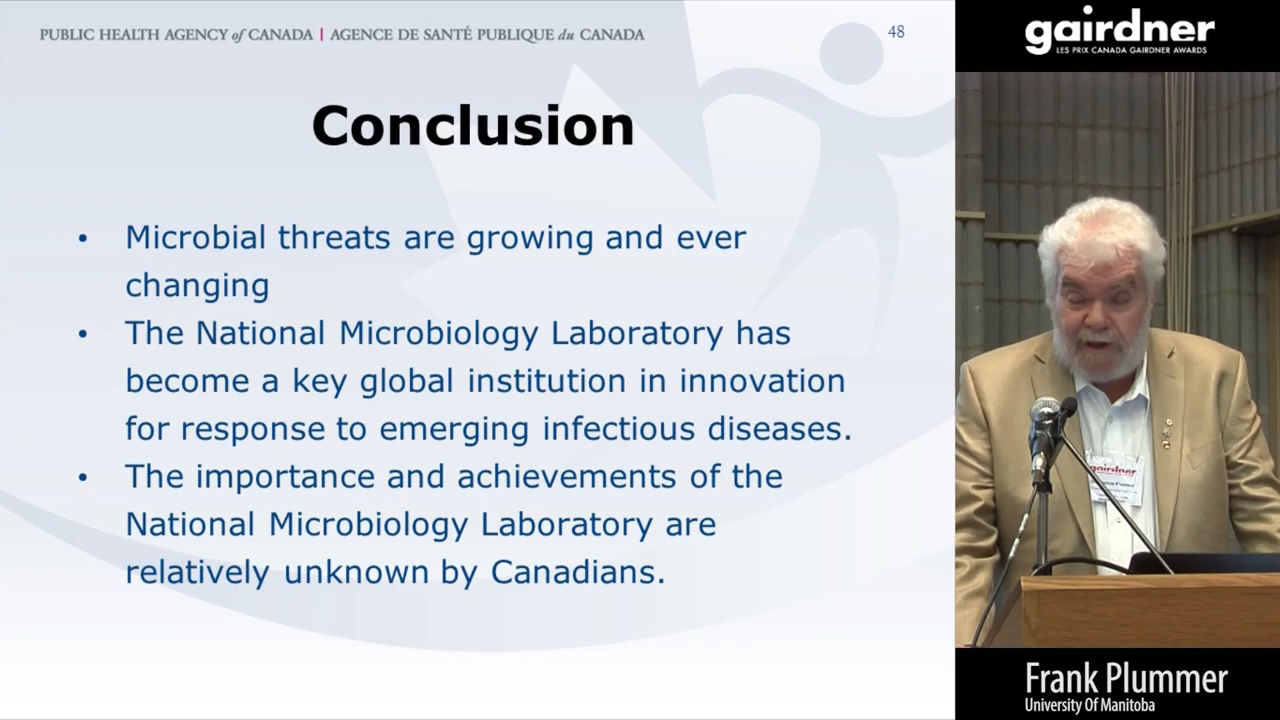 PUBLIC HEALTH AGENCY of CANADA | AGENCE DE SANTÉ PUBLIQUE du CANADA
48
Conclusion
• Microbial threats are growing and ever
changing
• The National Microbiology Laboratory has
become a key global institution in innovation
for response to emerging infectious diseases.
• The importance and achievements of the
National Microbiology Laboratory are
relatively unknown by Canadians.
gairdner
LES PRIX CANADA GAIRDNER AWARDS
gairdner
Frank Plummer
University Of Manitoba